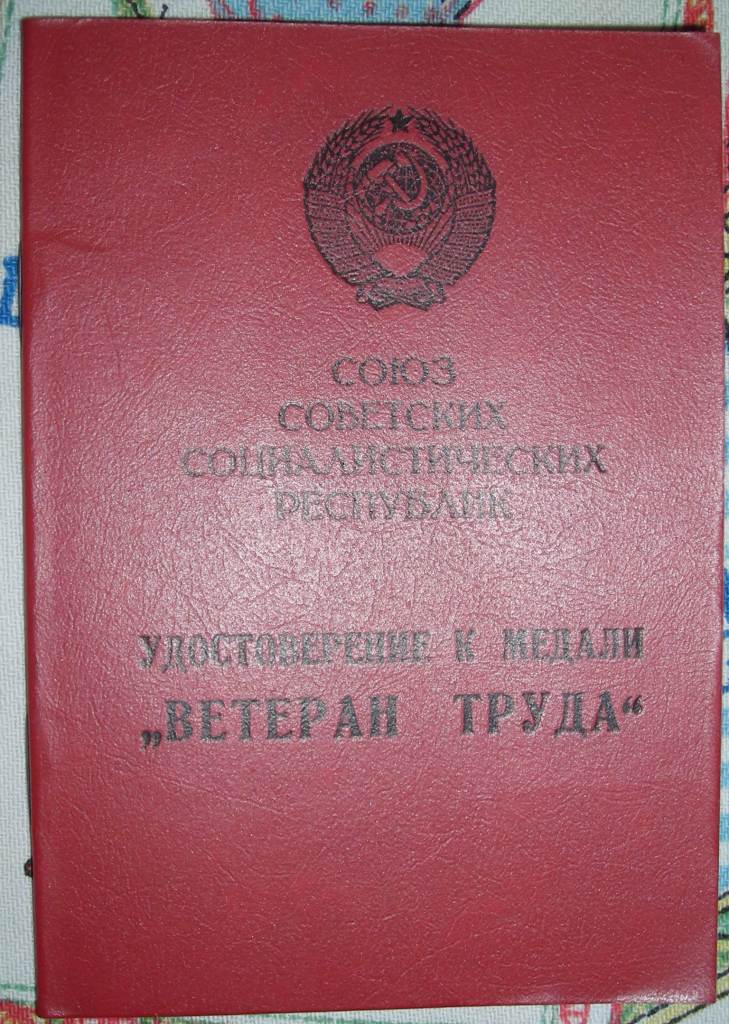 СОЮЗ
СОВЕТСКИХ
СОЦИАЛИСТИЧЕСКИХ
РЕСПУБЛИК
УДОСТОВЕРЕНИЕ К МЕДАЛИ
„ВЕТЕРАН ТРУДА“